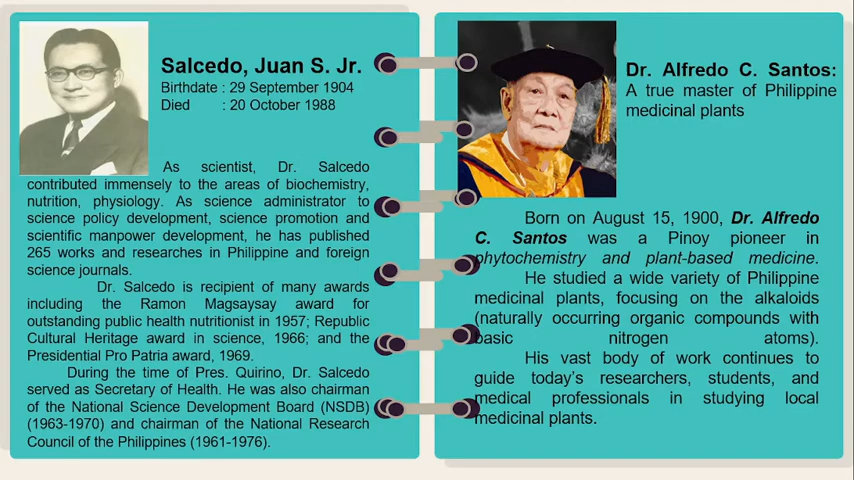 Salcedo, Juan S. Jr.
Birthdate : 29 September 1904
Died : 20 October 1988
As scientist, Dr. Salcedo
contributed immensely to the areas of biochemistry,
nutrition, physiology. As science administrator to
science policy development, science promotion and
scientific manpower development, he has published
265 works and researches in Philippine and foreign
science journals.
Dr. Salcedo is recipient of many awards
including the Ramon Magsaysay award for
outstanding public health nutritionist in 1957; Republic
Cultural Heritage award in science, 1966; and the
Presidential Pro Patria award, 1969.
During the time of Pres. Quirino, Dr. Salcedo
served as Secretary of Health. He was also chairman
of the National Science Development Board (NSDB)
(1963-1970) and chairman of the National Research
Council of the Philippines (1961-1976).
Dr. Alfredo C. Santos:
A true master of Philippine
medicinal plants
Born on August 15, 1900, Dr. Alfredo
C. Santos was a Pinoy pioneer in
phytochemistry and plant-based medicine.
He studied a wide variety of Philippine
medicinal plants, focusing on the alkaloids
(naturally occurring organic compounds with
basic nitrogen atoms).
His vast body of work continues to
guide today's researchers, students, and
medical professionals in studying local
medicinal plants.